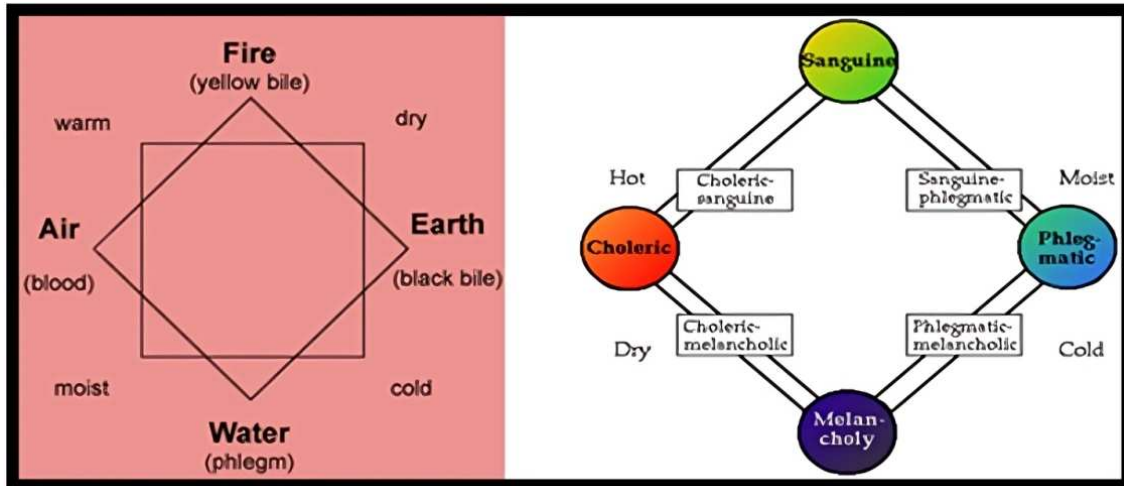 Fire
(yellow bile)
warm
dry
Air
(blood)
Earth
(black bile)
moist
cold
Water
(phlegm)
Sanguine
Hot
Choleric-
sanguine
Sanguine-
phlegmatic
Moist
Choleric
Phleg-
matic
Dry
Choleric-
melancholic
Phlegmatic-
melancholic
Cold
Melan-
choly